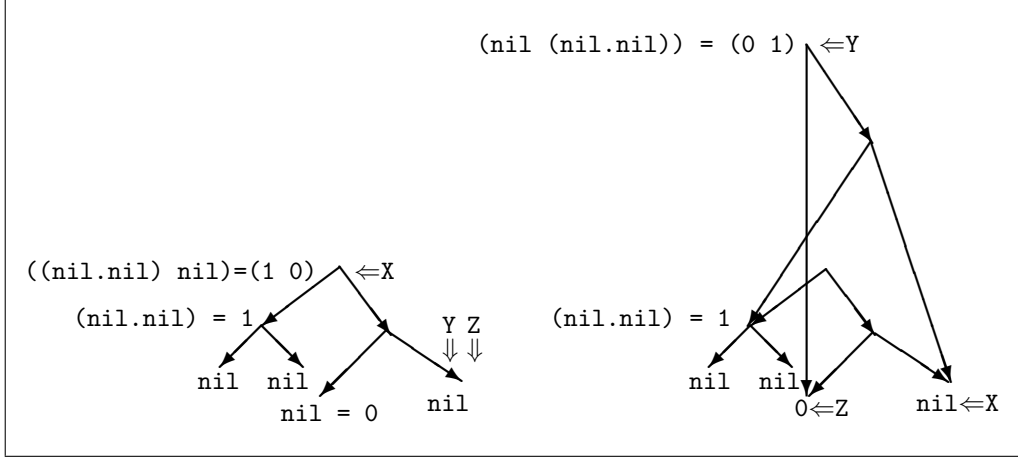 (nil (nil.nil)) = (0 1) ⇐Y
((nil.nil) nil)=(1 0) ⇐X
(nil.nil) = 1
Y Z
⇓ ⇓
nil nil
nil = 0
nil
(nil.nil) = 1
nil nil
0⇐Z
nil⇐X